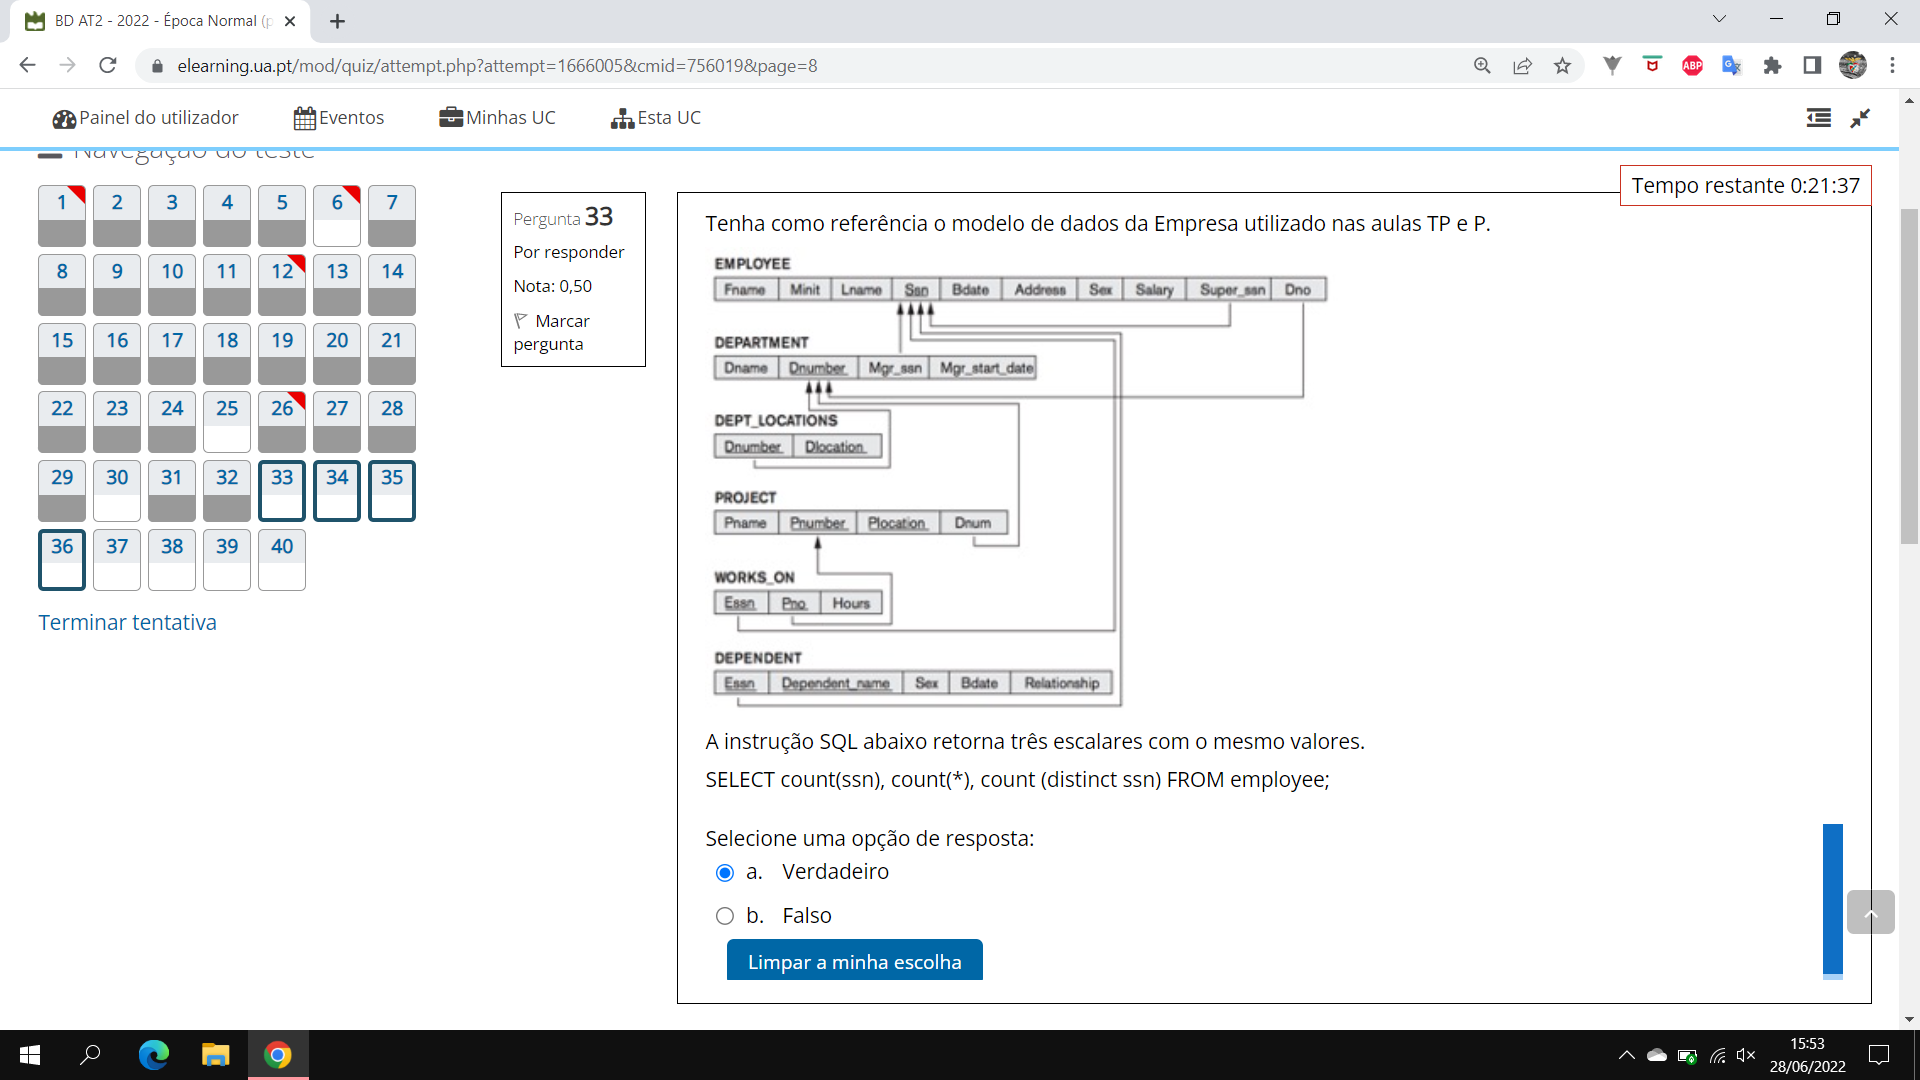 BD AT2 - 2022 - Época Normal (p
elearning.ua.pt/mod/quiz/attempt.php?attempt=1666005&cmid=756019&page=8
ABP
Painel do utilizador
Eventos
Minhas UC
Esta UC
Navegação do teste
Tempo restante 0:21:37
1 2 3 4 5 6 7
8 9 10 11 12 13 14
15 16 17 18 19 20 21
22 23 24 25 26 27 28
29 30 31 32 33 34 35
36 37 38 39 40
Terminar tentativa
Pergunta 33
Por responder
Nota: 0,50
Marcar
pergunta
Tenha como referência o modelo de dados da Empresa utilizado nas aulas TP e P.
EMPLOYEE
Fname Minit Lname Ssn Bdate Address Sex Salary Super_ssn Dno
DEPARTMENT
Dname Dnumber Mgr_ssn Mgr_start_date
DEPT_LOCATIONS
Dnumber Dlocation
PROJECT
Pname Pnumber Plocation Dnum
WORKS_ON
Essn Pno Hours
DEPENDENT
Essn Dependent_name Sex Bdate Relationship
A instrução SQL abaixo retorna três escalares com o mesmo valores.
SELECT count(ssn), count(*), count (distinct ssn) FROM employee;
Selecione uma opção de resposta:
a. Verdadeiro
b. Falso
Limpar a minha escolha
15:53
28/06/2022